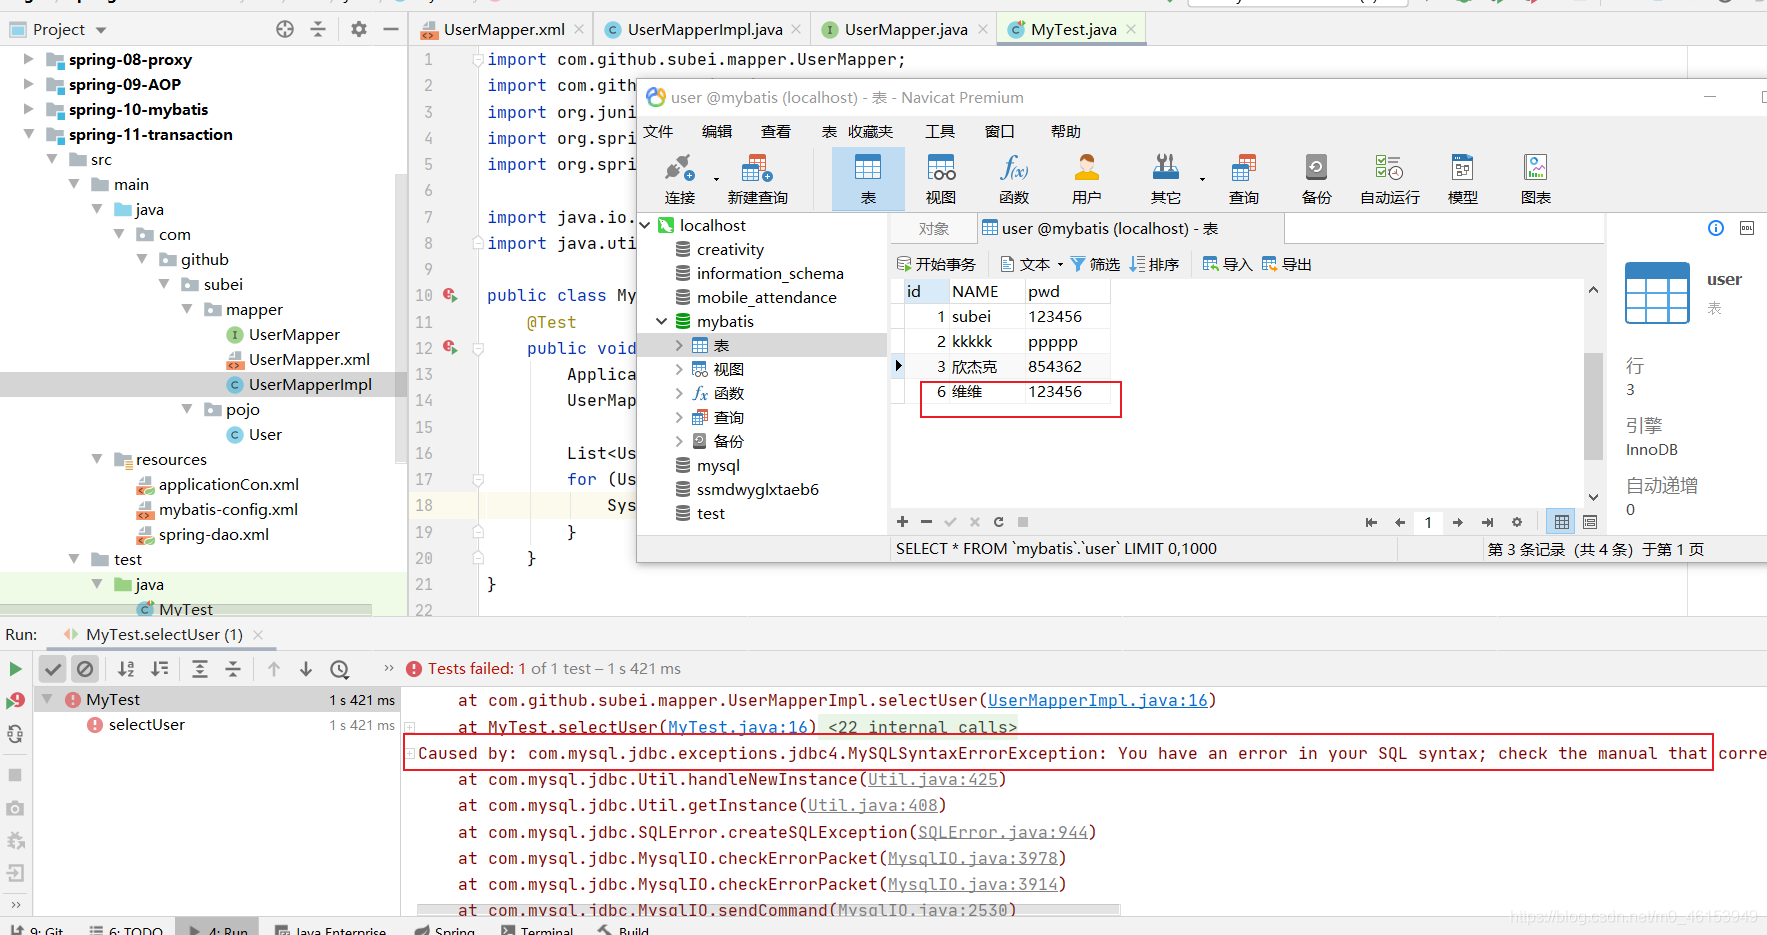 Project
UserMapper.xml
UserMapperImpl.java
UserMapper.java
MyTest.java
spring-08-proxy
spring-09-AOP
spring-10-mybatis
spring-11-transaction
src
main
java
com
github
subei
mapper
UserMapper
UserMapper.xml
UserMapperImpl
pojo
User
resources
applicationCon.xml
mybatis-config.xml
spring-dao.xml
test
java
MyTest
1 import com.github.subei.mapper.UserMapper;
2 import com.gith
3 import org.juni
4 import org.spri
5 import org.spri
6
7 import java.io.
8 import java.uti
9
10 public class My
11 @Test
12 public void
13 Applica
14 UserMap
15
16 List<Us
17 for (Us
18 Sys
19 }
20 }
21 }
22
user @mybatis (localhost) - 表 - Navicat Premium
文件 编辑 查看 表 收藏夹 工具 窗口 帮助
连接 新建查询 表 视图 函数 用户 其它 查询 备份 自动运行 模型 图表
localhost
creativity
information_schema
mobile_attendance
mybatis
表
视图
fx 函数
查询
备份
mysql
ssmdwyglxtaeb6
test
对象 user @mybatis (localhost) - 表
开始事务 文本 筛选 排序 导入 导出
id NAME pwd
1 subei 123456
2 kkkkk ppppp
3 欣杰克 854362
6 维维 123456
1
SELECT * FROM `mybatis`.`user` LIMIT 0,1000
第 3 条记录 (共 4 条) 于第 1 页
DDL
user
表
行
3
引擎
InnoDB
自动递增
0
Run: MyTest.selectUser (1)
Tests failed: 1 of 1 test – 1 s 421 ms
MyTest 1 s 421 ms
selectUser 1 s 421 ms
at com.github.subei.mapper.UserMapperImpl.selectUser(UserMapperImpl.java:16)
at MyTest.selectUser(MyTest.java:16) <22 internal calls>
Caused by: com.mysql.jdbc.exceptions.jdbc4.MySQLSyntaxErrorException: You have an error in your SQL syntax; check the manual that corre
at com.mysql.jdbc.Util.handleNewInstance(Util.java:425)
at com.mysql.jdbc.Util.getInstance(Util.java:408)
at com.mysql.jdbc.SQLError.createSQLException(SQLError.java:944)
at com.mysql.jdbc.MysqlIO.checkErrorPacket(MysqlIO.java:3978)
at com.mysql.jdbc.MysqlIO.checkErrorPacket(MysqlIO.java:3914)
at com.mysql.jdbc.MysqlIO.sendCommand(MysqlIO.java:2530)
9: Git 6: TODO 4: Run Java Enterprise Spring Terminal Build
https://blog.csdn.net/m0_46153949